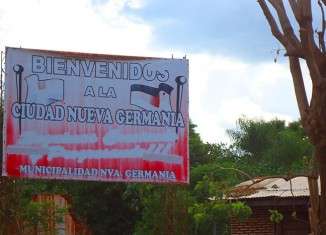 BIENVENIDOS
A LA
CIUDAD NUEVA GERMANIA
MUNICIPALIDAD NVA. GERMANIA